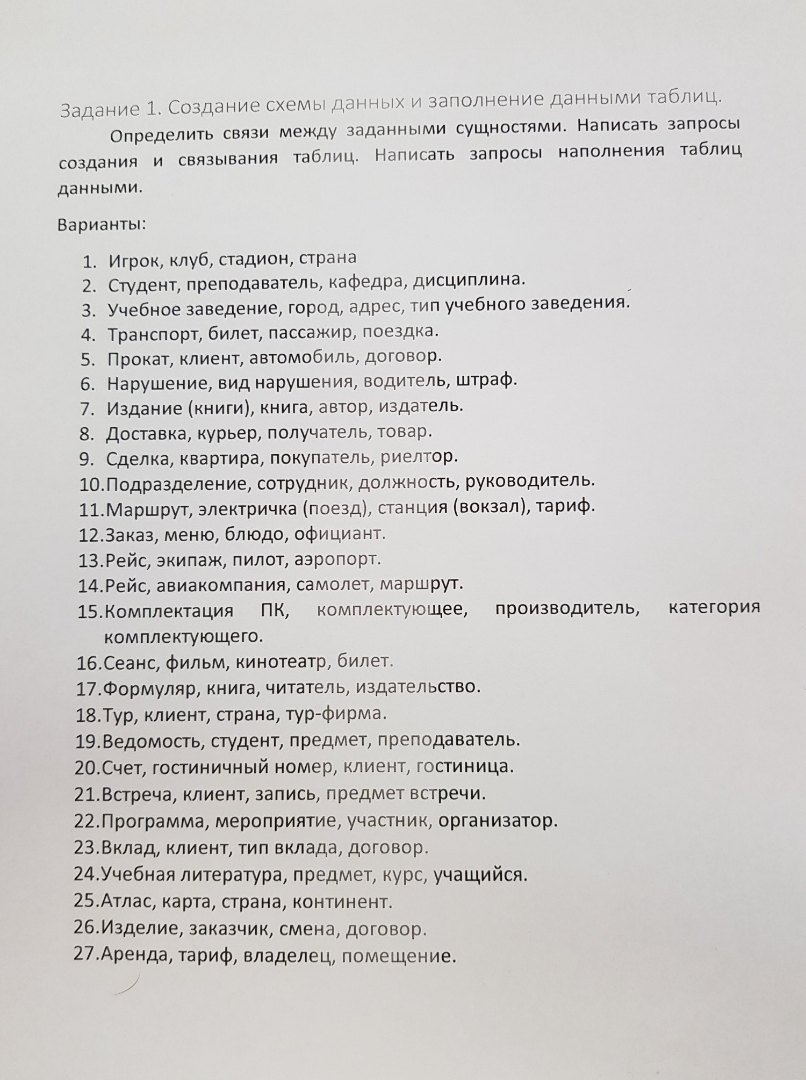 Задание 1. Создание схемы данных и заполнение данными таблиц.
Определить связи между заданными сущностями. Написать запросы
создания и связывания таблиц. Написать запросы наполнения таблиц
данными.
Варианты:
1. Игрок, клуб, стадион, страна
2. Студент, преподаватель, кафедра, дисциплина.
3. Учебное заведение, город, адрес, тип учебного заведения.
4. Транспорт, билет, пассажир, поездка.
5. Прокат, клиент, автомобиль, договор.
6. Нарушение, вид нарушения, водитель, штраф.
7. Издание (книги), книга, автор, издатель.
8. Доставка, курьер, получатель, товар.
9. Сделка, квартира, покупатель, риелтор.
10.Подразделение, сотрудник, должность, руководитель.
11.Маршрут, электричка (поезд), станция (вокзал), тариф.
12.Заказ, меню, блюдо, официант.
13.Рейс, экипаж, пилот, аэропорт.
14.Рейс, авиакомпания, самолет, маршрут.
15.Комплектация ПК, комплектующее, производитель, категория
комплектующего.
16.Сеанс, фильм, кинотеатр, билет.
17.Формуляр, книга, читатель, издательство.
18.Тур, клиент, страна, тур-фирма.
19.Ведомость, студент, предмет, преподаватель.
20.Счет, гостиничный номер, клиент, гостиница.
21.Встреча, клиент, запись, предмет встречи.
22.Программа, мероприятие, участник, организатор.
23.Вклад, клиент, тип вклада, договор.
24.Учебная литература, предмет, курс, учащийся.
25.Атлас, карта, страна, континент.
26.Изделие, заказчик, смена, договор.
27.Аренда, тариф, владелец, помещение.